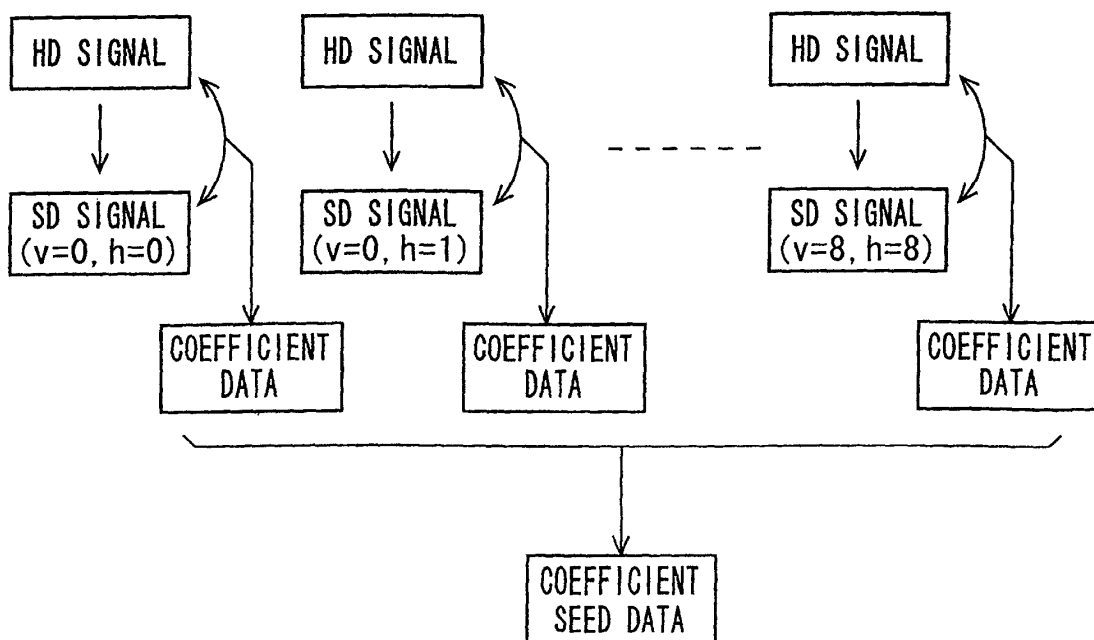 HD SIGNAL
HD SIGNAL
HD SIGNAL
SD SIGNAL
(v=0, h=0)
SD SIGNAL
(v=0, h=1)
SD SIGNAL
(v=8, h=8)
COEFFICIENT
DATA
COEFFICIENT
DATA
COEFFICIENT
DATA
COEFFICIENT
SEED DATA